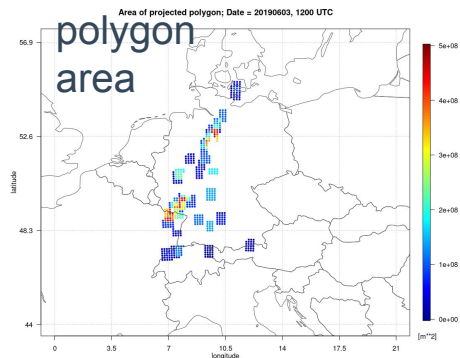 Area of projected polygon; Date = 20190603, 1200 UTC
polygon
area
56.9
52.6
48.3
44
latitude
0
3.5
7
10.5
14
17.5
21
longitude
5e+08
4e+08
3e+08
2e+08
1e+08
0e+00
[m**2]